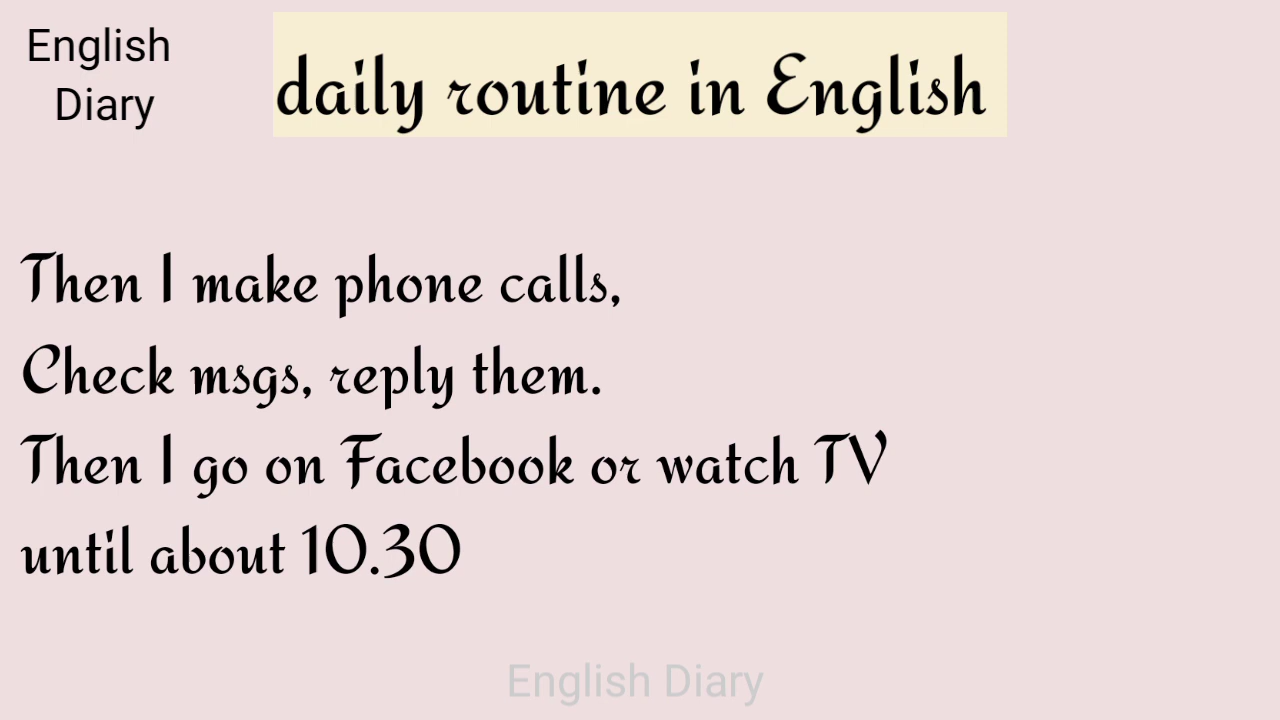 English
Diary
daily routine in English
Then I make phone calls,
Check msgs, reply them.
Then I go on Facebook or watch TV
until about 10.30
English Diary